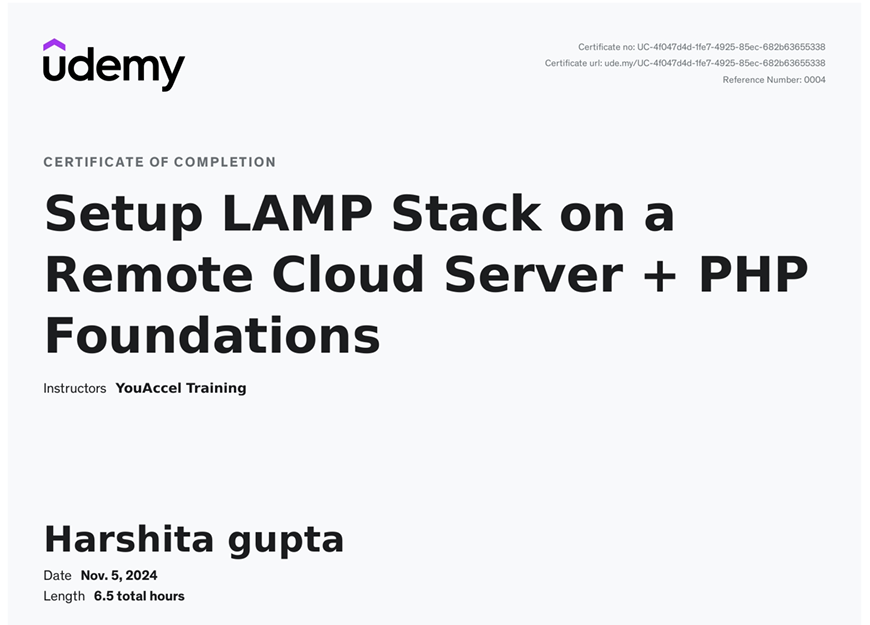 udemy
Certificate no: UC-4f047d4d-1fe7-4925-85ec-682b63655338
Certificate url: ude.my/UC-4f047d4d-1fe7-4925-85ec-682b63655338
Reference Number: 0004
CERTIFICATE OF COMPLETION
Setup LAMP Stack on a
Remote Cloud Server + PHP
Foundations
Instructors YouAccel Training
Harshita gupta
Date Nov. 5, 2024
Length 6.5 total hours